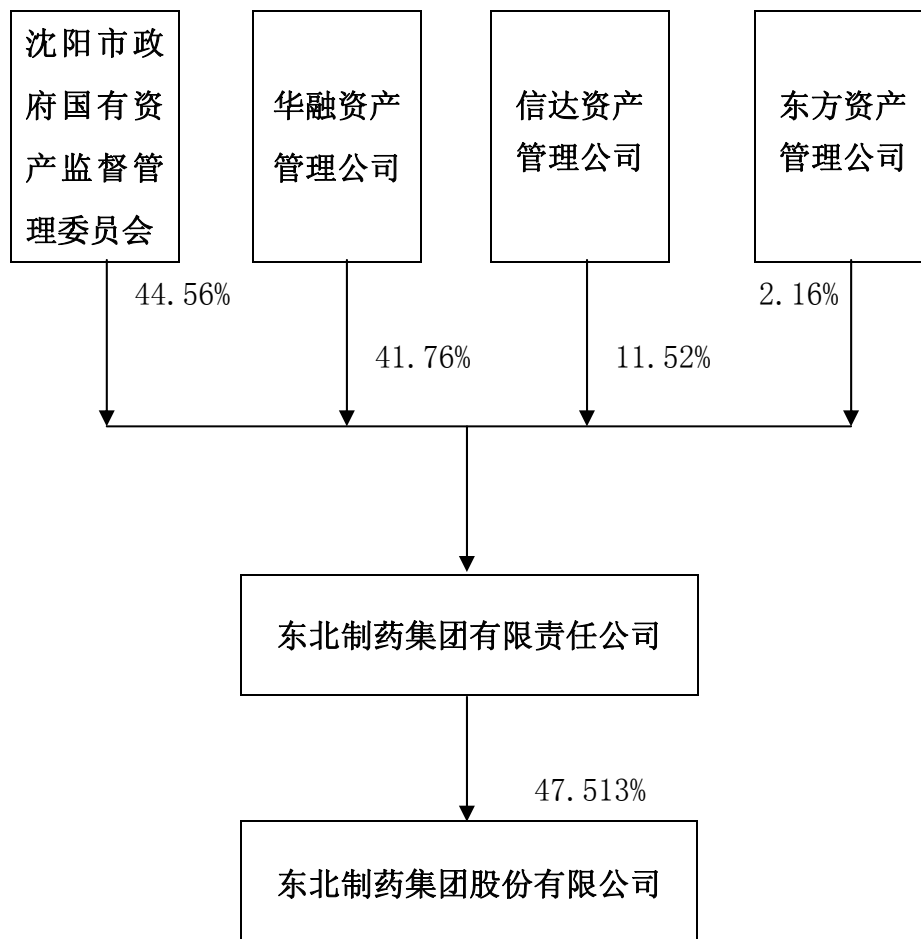 沈阳市政
府国有资
产监督管
理委员会
华融资产
管理公司
信达资产
管理公司
东方资产
管理公司
44.56%
41.76%
11.52%
2.16%
东北制药集团有限责任公司
47.513%
东北制药集团股份有限公司